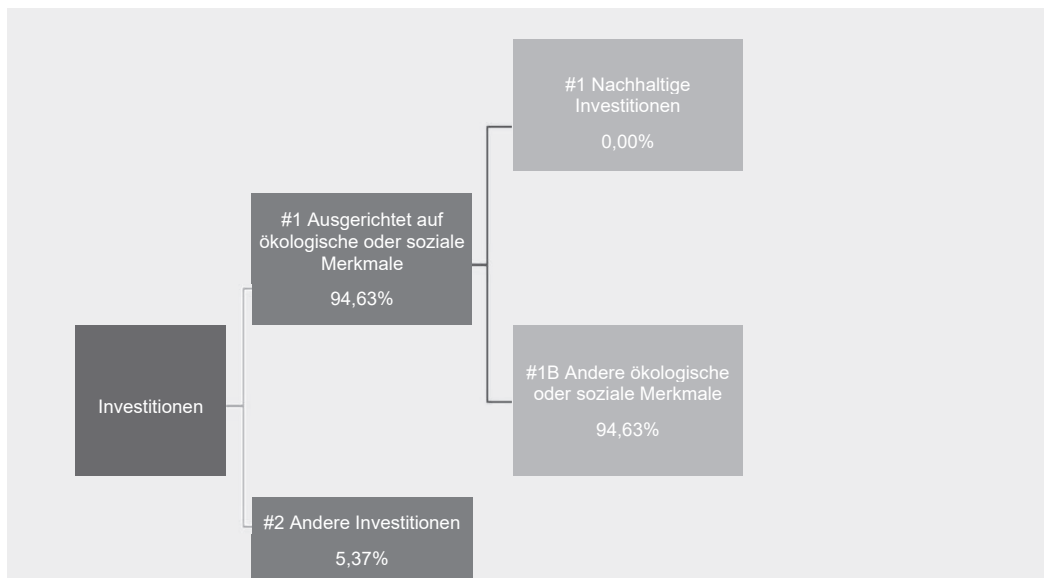 #1 Nachhaltige
Investitionen
0,00%
#1 Ausgerichtet auf
ökologische oder soziale
Merkmale
94,63%
#1B Andere ökologische
oder soziale Merkmale
94,63%
Investitionen
#2 Andere Investitionen
5,37%